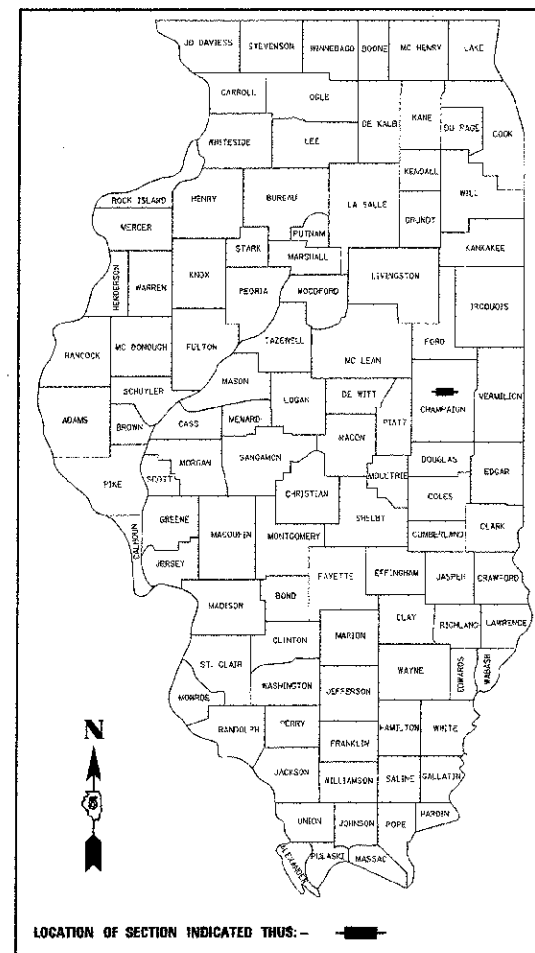 JO DAVIESS STEVENSON WINNEBAGO BOONE MC HENRY LAKE
CARROLL OGLE
DE KALB KANE DU PAGE COOK
WHITESIDE LEE
KENDALL
ROCK ISLAND HENRY BUREAU LA SALLE GRUNDY WILL
MERCER PUTNAM
STARK MARSHALL KANKAKEE
HENDERSON WARREN KNOX PEORIA WOODFORD LIVINGSTON
IROQUOIS
HANCOCK MC DONOUGH FULTON TAZEWELL MC LEAN FORD
SCHUYLER MASON
LOGAN DE WITT CHAMPAIGN VERMILION
ADAMS BROWN CASS MENARD PIATT
MACON
MORGAN SANGAMON DOUGLAS EDGAR
PIKE SCOTT MOULTRIE
CHRISTIAN COLES
CALHOUN GREENE MACOUPIN MONTGOMERY SHELBY CUMBERLAND CLARK
JERSEY FAYETTE EFFINGHAM JASPER CRAWFORD
MADISON BOND
CLAY RICHLAND LAWRENCE
CLINTON MARION
ST. CLAIR WAYNE EDWARDS WABASH
WASHINGTON JEFFERSON
MONROE
RANDOLPH PERRY HAMILTON WHITE
FRANKLIN
JACKSON WILLIAMSON SALINE GALLATIN
UNION JOHNSON POPE HARDIN
ALEXANDER PULASKI MASSAC
N
LOCATION OF SECTION INDICATED THUS:-